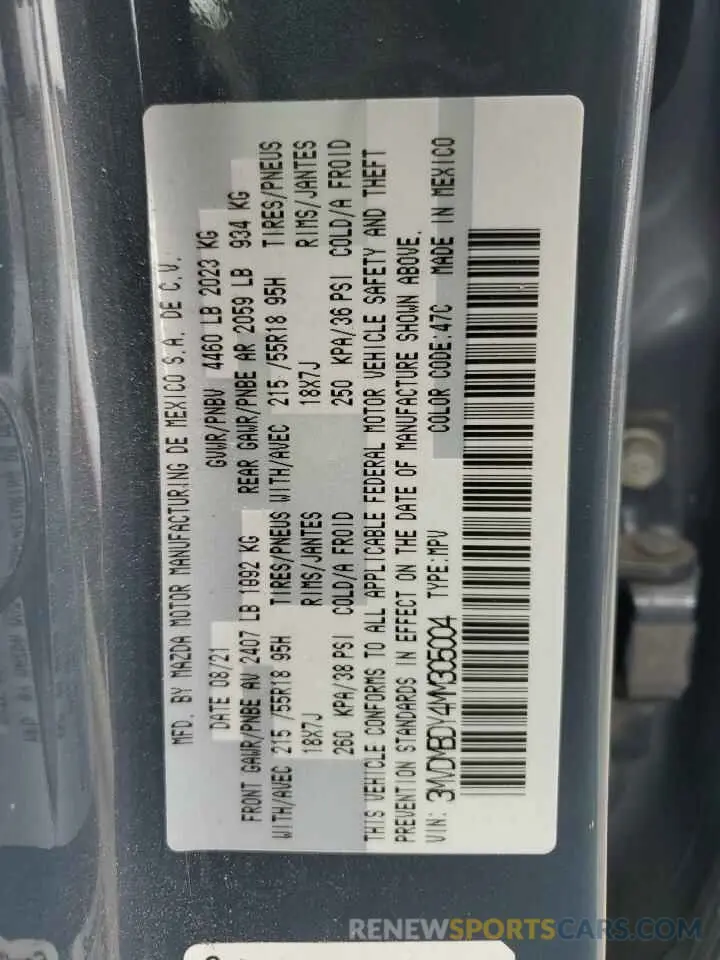 MFD. BY MAZDA MOTOR MANUFACTURING DE MEXICO S.A. DE C.V.
DATE 08/21 GVWR/PNBV 4460 LB 2023 KG
FRONT GAWR/PNBE AV 2407 LB 1992 KG REAR GAWR/PNBE AR 2059 LB 934 KG
WITH/AVEC 215 /55R18 95H TIRES/PNEUS WITH/AVEC 215 /55R18 95H TIRES/PNEUS
18X7J RIMS/JANTES 18X7J RIMS/JANTES
260 KPA/38 PSI COLD/A FROID 250 KPA/36 PSI COLD/A FROID
THIS VEHICLE CONFORMS TO ALL APPLICABLE FEDERAL MOTOR VEHICLE SAFETY AND THEFT
PREVENTION STANDARDS IN EFFECT ON THE DATE OF MANUFACTURE SHOWN ABOVE.
VIN: 3MVDMBDY4MM305004 TYPE:MPV COLOR CODE:47C MADE IN MEXICO
RENEWSPORTSCARS.COM